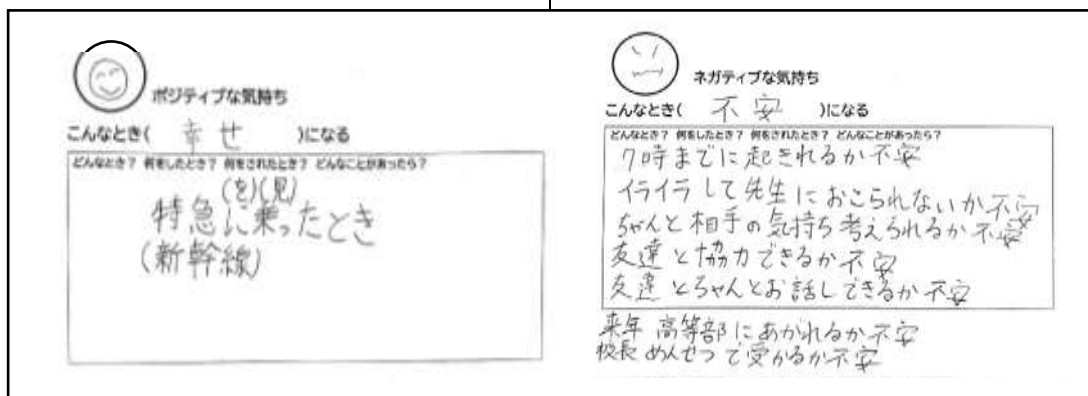 ポジティブな気持ち
こんなとき( 幸せ )になる
どんなとき? 何をしたとき? 何をされたとき? どんなことがあったら?
(を)(見)
特急に乗ったとき
(新幹線)
ネガティブな気持ち
こんなとき( 不安 )になる
どんなとき? 何をしたとき? 何をされたとき? どんなことがあったら?
7時までに起きれるか不安
イライラして先生におこられないか不安
ちゃんと相手の気持ち考えられるか不安
友達と協力できるか不安
友達とちゃんとお話しできるか不安
来年 高等部にあがれるか不安
校長 めんせつで受かるか不安